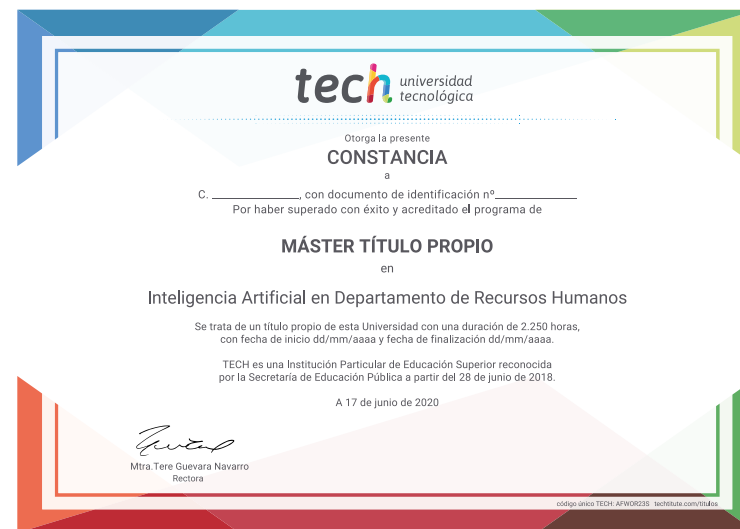 tech universidad
tecnológica
Otorga la presente
CONSTANCIA
a
C. ________________, con documento de identificación nº______________
Por haber superado con éxito y acreditado el programa de
MÁSTER TÍTULO PROPIO
en
Inteligencia Artificial en Departamento de Recursos Humanos
Se trata de un título propio de esta Universidad con una duración de 2.250 horas,
con fecha de inicio dd/mm/aaaa y fecha de finalización dd/mm/aaaa.
TECH es una Institución Particular de Educación Superior reconocida
por la Secretaría de Educación Pública a partir del 28 de junio de 2018.
A 17 de junio de 2020
Mtra.Tere Guevara Navarro
Rectora
código único TECH: AFWOR23S techtitute.com/titulos